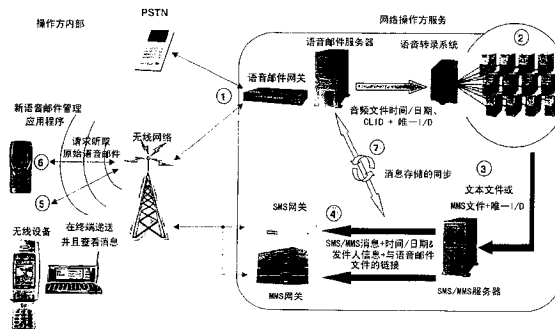 PSTN
操作方内部
网络操作方服务
语音邮件服务器
语音转录系统
②
语音邮件网关
①
新语音邮件管理
应用程序
无线网络
音频文件时间/日期、
CLID + 唯一I/D
请求听取
原始语音邮件
⑦
⑥
消息存储的同步
③
文本文件或
MMS文件+唯一I/D
⑤
SMS网关
④
无线设备
在终端递送
并且查看消息
SMS/MMS消息+时间/日期&
发件人信息+与语音邮件
文件的链接
MMS网关
SMS/MMS服务器